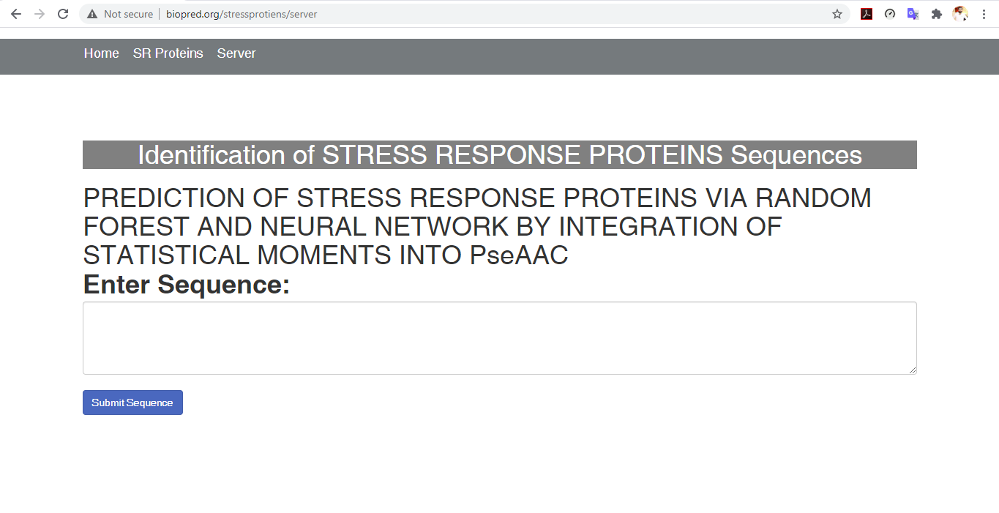 Not secure | biopred.org/stressprotiens/server
Home SR Proteins Server
Identification of STRESS RESPONSE PROTEINS Sequences
PREDICTION OF STRESS RESPONSE PROTEINS VIA RANDOM
FOREST AND NEURAL NETWORK BY INTEGRATION OF
STATISTICAL MOMENTS INTO PseAAC
Enter Sequence:
Submit Sequence